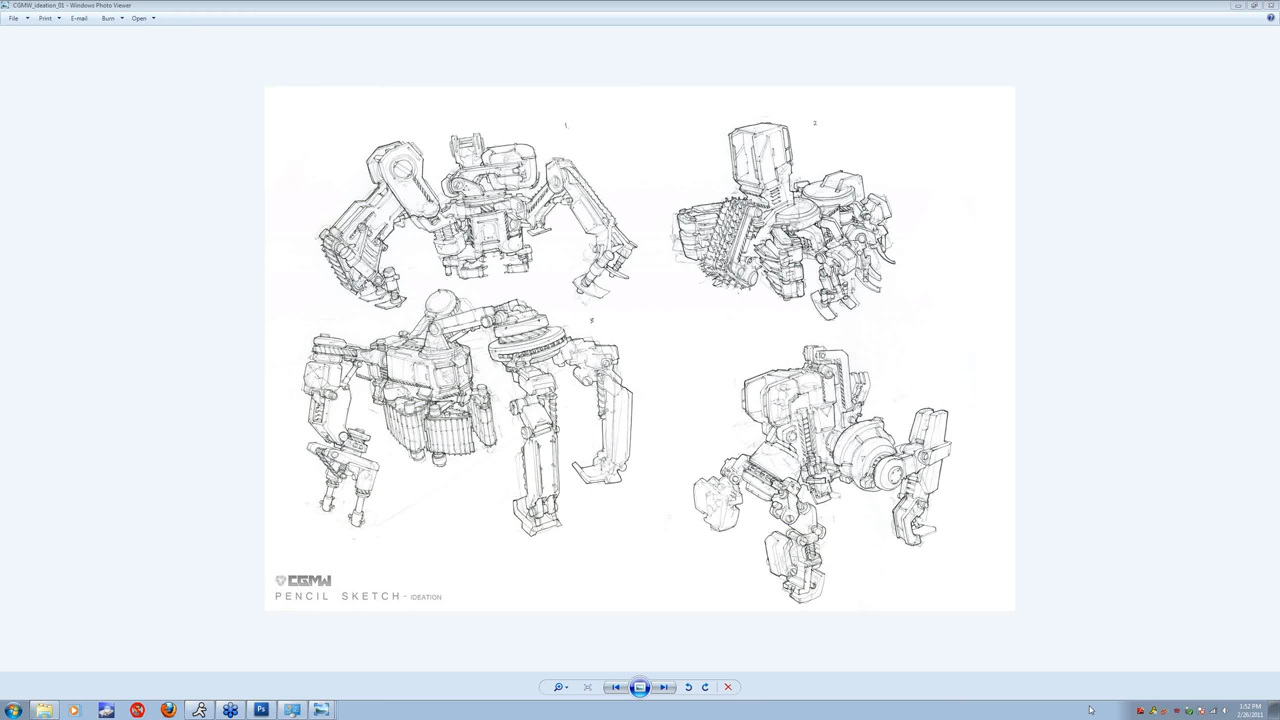 CGMW_ideation_01 - Windows Photo Viewer
File Print E-mail Burn Open
1.
2
3
CGMW
PENCIL SKETCH - IDEATION
Ps
1:52 PM
2/26/2011